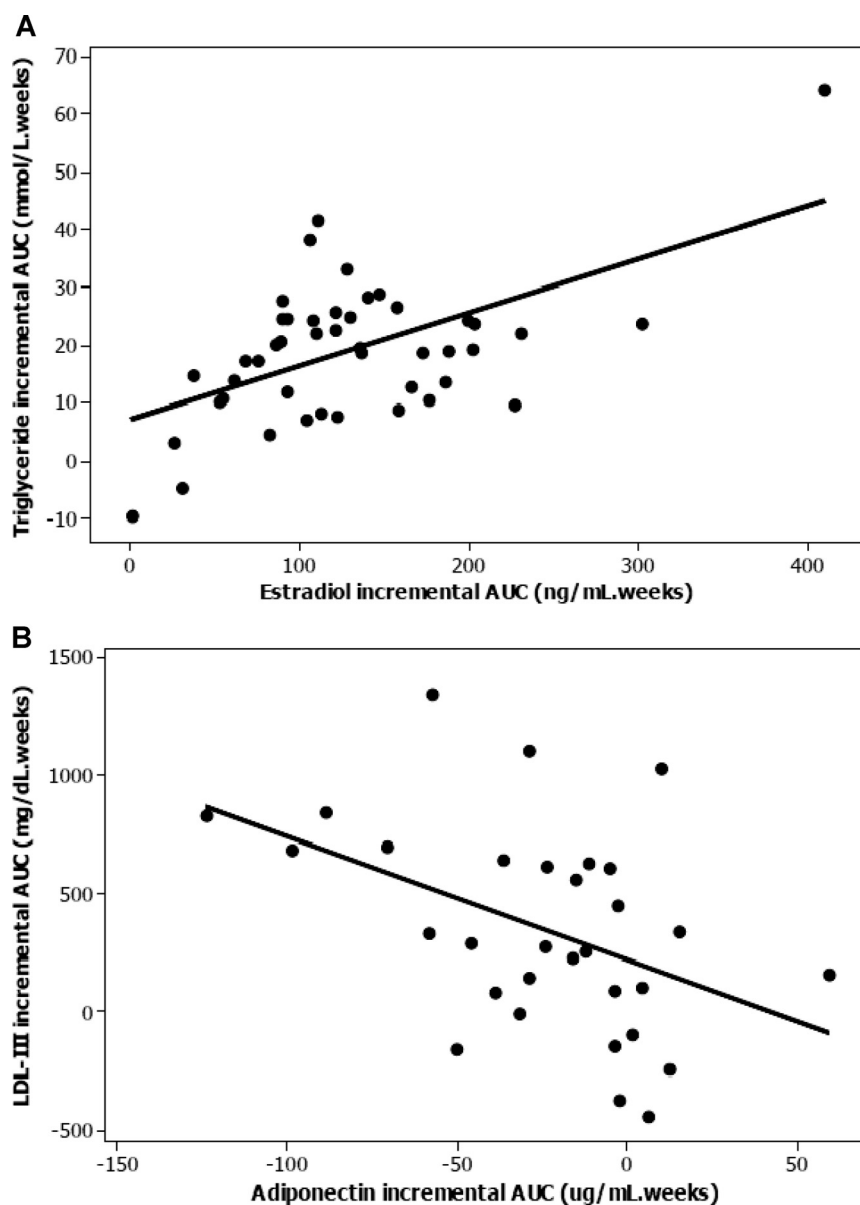 A
Triglyceride incremental AUC (mmol/L.weeks)
70
60
50
40
30
20
10
0
-10
0 100 200 300 400
Estradiol incremental AUC (ng/mL.weeks)
B
LDL-III incremental AUC (mg/dL.weeks)
1500
1000
500
0
-500
-150 -100 -50 0 50
Adiponectin incremental AUC (ug/mL.weeks)